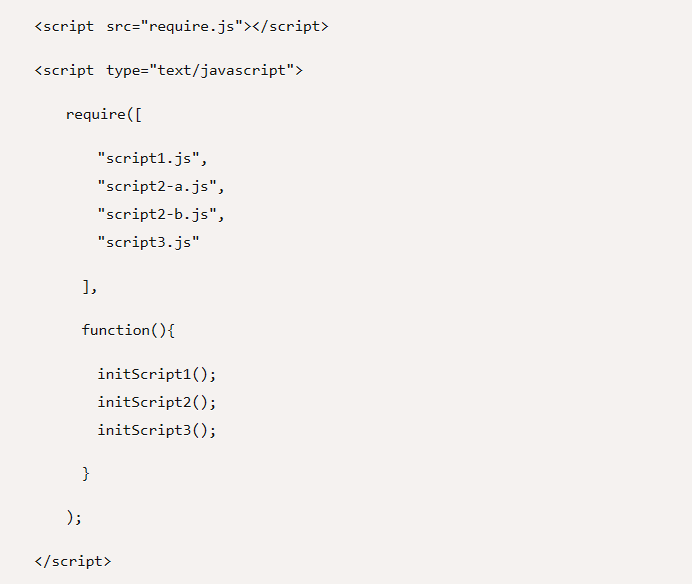 <script src="require.js"></script>
<script type="text/javascript">
require([
"script1.js",
"script2-a.js",
"script2-b.js",
"script3.js"
],
function(){
initScript1();
initScript2();
initScript3();
}
);
</script>